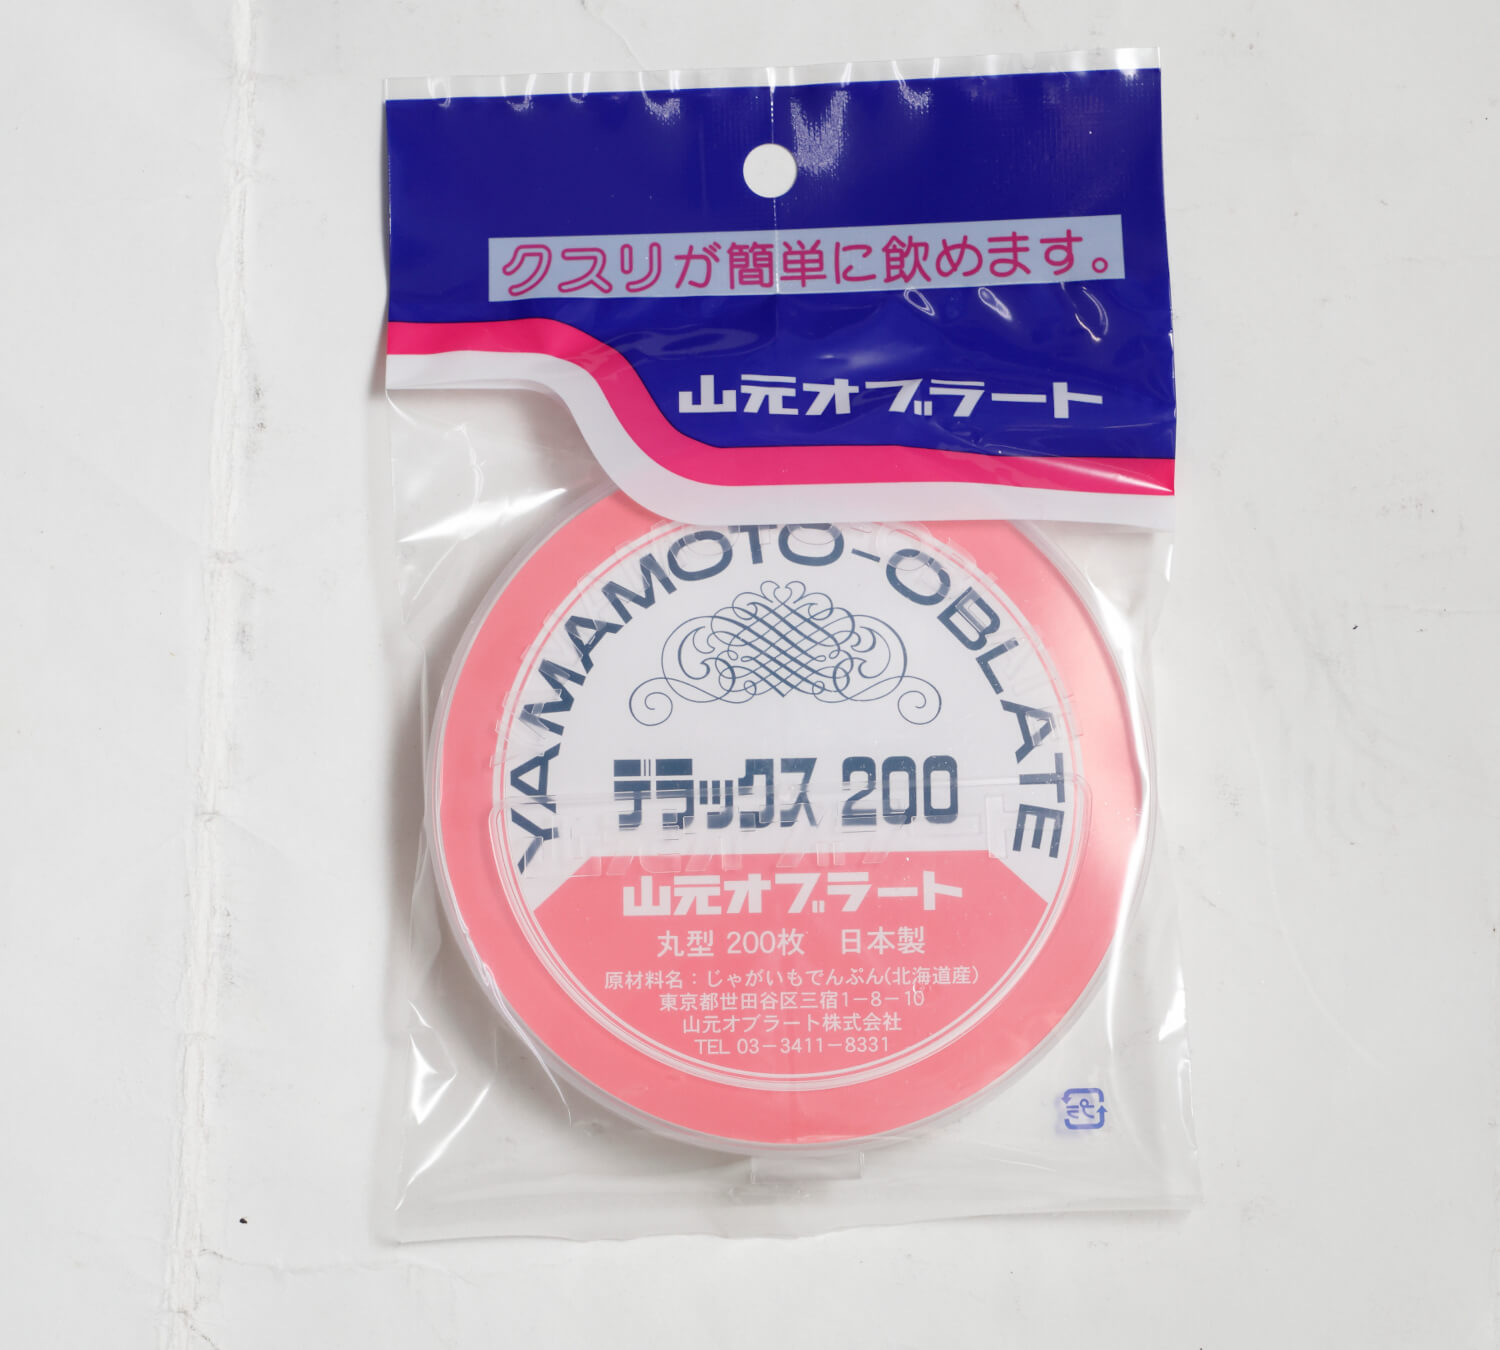 クスリが簡単に飲めます。
山元オブラート
YAMAMOTO-OBLATE
デラックス 200
山元オブラート
丸型 200枚　日本製
原材料名：じゃがいもでんぷん(北海道産)
東京都世田谷区三宿1－8－10
山元オブラート株式会社
TEL 03－3411－8331
プラ